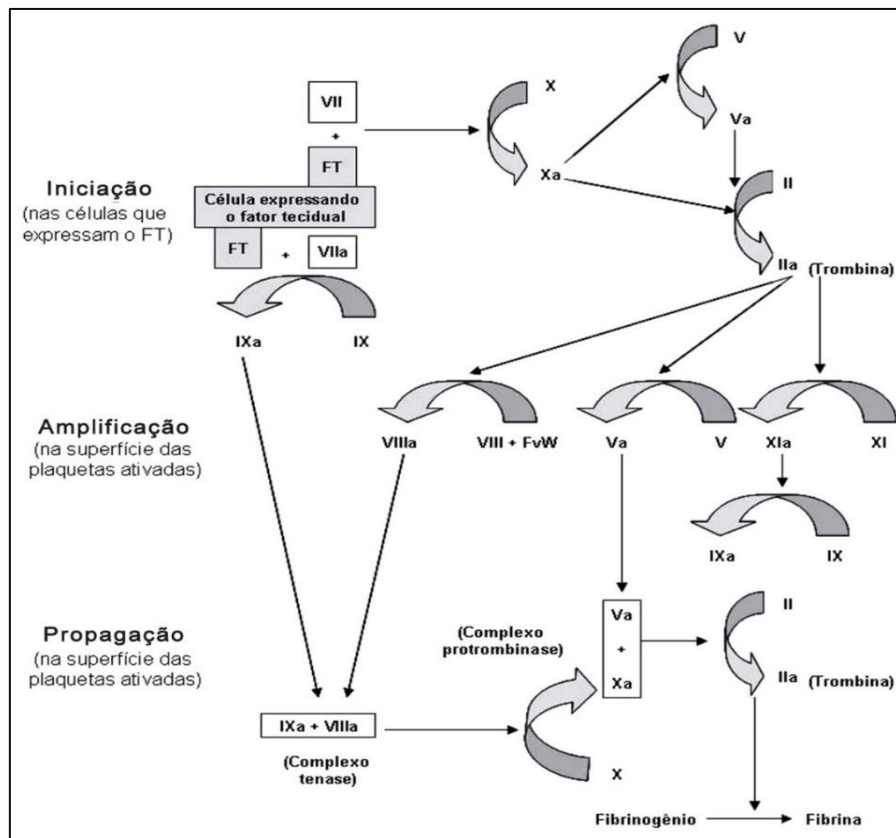 V
VII
X
+
Va
FT
Xa
II
Iniciação
(nas células que
expressam o FT)
Célula expressando
o fator tecidual
FT
+
VIIa
IIa (Trombina)
IXa
IX
Amplificação
(na superfície das
plaquetas ativadas)
VIIIa
VIII + FvW
Va
V
XIa
XI
IXa
IX
Propagação
(na superfície das
plaquetas ativadas)
(Complexo
protrombinase)
Va
+
Xa
II
IIa (Trombina)
IXa + VIIIa
(Complexo
tenase)
X
Fibrinogênio
Fibrina